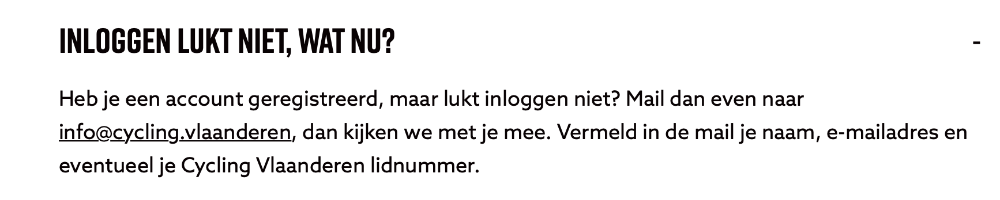 INLOGGEN LUKT NIET, WAT NU? -
Heb je een account geregistreerd, maar lukt inloggen niet? Mail dan even naar
info@cycling.vlaanderen, dan kijken we met je mee. Vermeld in de mail je naam, e-mailadres en
eventueel je Cycling Vlaanderen lidnummer.